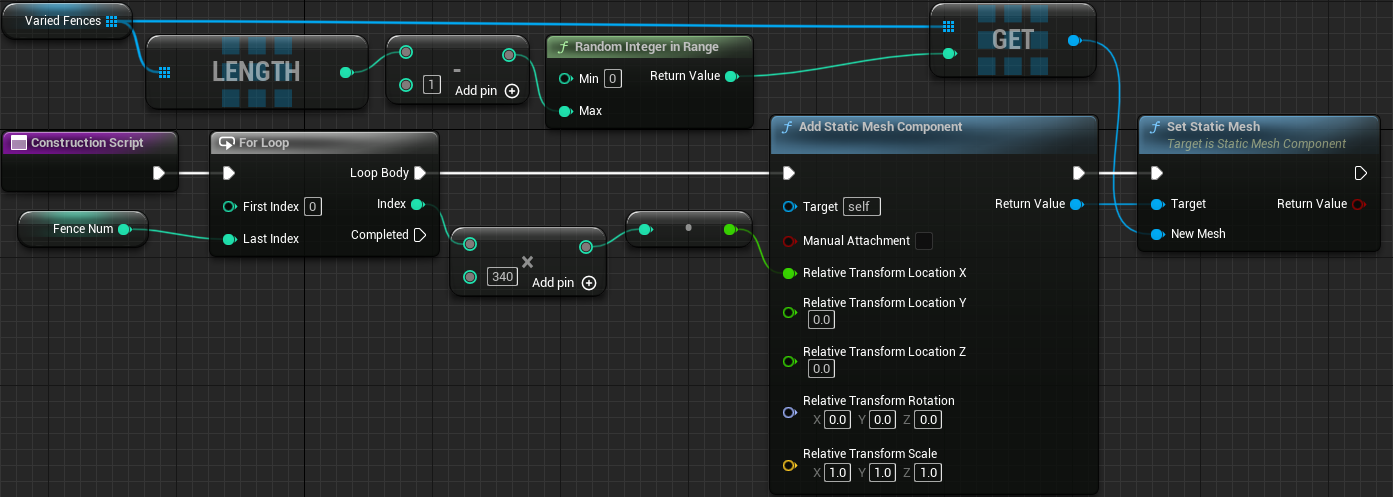 Varied Fences
LENGTH
-
1
Add pin
Random Integer in Range
Min 0
Return Value
Max
GET
Construction Script
For Loop
Loop Body
First Index 0
Index
Last Index
Completed
Fence Num
×
340
Add pin
Add Static Mesh Component
Target self
Return Value
Manual Attachment
Relative Transform Location X
Relative Transform Location Y
0.0
Relative Transform Location Z
0.0
Relative Transform Rotation
X 0.0 Y 0.0 Z 0.0
Relative Transform Scale
X 1.0 Y 1.0 Z 1.0
Set Static Mesh
Target is Static Mesh Component
Target
Return Value
New Mesh